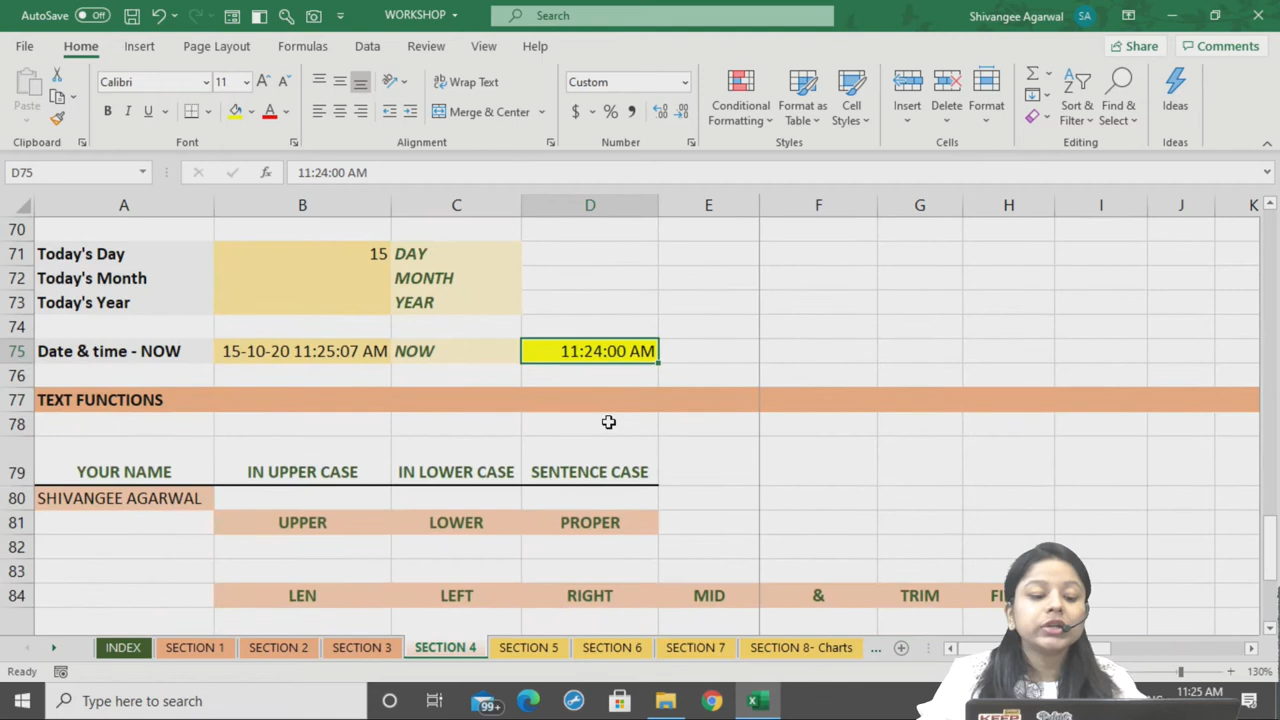 AutoSave Off WORKSHOP Search Shivangee Agarwal SA
File Home Insert Page Layout Formulas Data Review View Help Share Comments
Calibri 11 Wrap Text Custom
Paste Merge & Center Conditional Formatting Format as Table Cell Styles Insert Delete Format Sort & Filter Find & Select Ideas
Clipboard Font Alignment Number Styles Cells Editing Ideas
D75 fx 11:24:00 AM
A B C D E F G H I J K
70
71 Today's Day 15 DAY
72 Today's Month MONTH
73 Today's Year YEAR
74
75 Date & time - NOW 15-10-20 11:25:07 AM NOW 11:24:00 AM
76
77 TEXT FUNCTIONS
78
79 YOUR NAME IN UPPER CASE IN LOWER CASE SENTENCE CASE
80 SHIVANGEE AGARWAL
81 UPPER LOWER PROPER
82
83
84 LEN LEFT RIGHT MID & TRIM
INDEX SECTION 1 SECTION 2 SECTION 3 SECTION 4 SECTION 5 SECTION 6 SECTION 7 SECTION 8- Charts ...
Ready 130%
Type here to search 99+ 11:25 AM